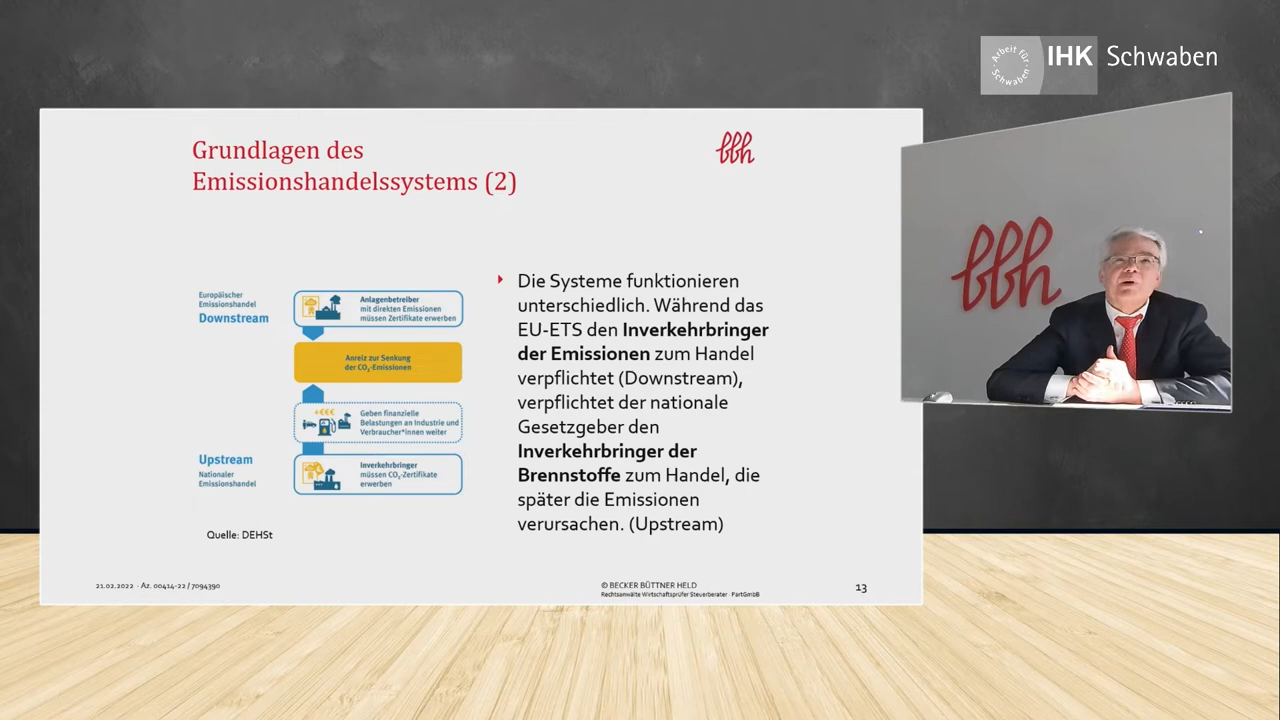 Arbeit für
Schwaben
IHK Schwaben
Grundlagen des
Emissionshandelssystems (2)
bbh
bbh
Europäischer
Emissionshandel
Downstream
Anlagenbetreiber
mit direkten Emissionen
müssen Zertifikate erwerben
Anreiz zur Senkung
der CO₂-Emissionen
+€€€
Geben finanzielle
Belastungen an Industrie und
Verbraucher*innen weiter
Upstream
Nationaler
Emissionshandel
Inverkehrbringer
müssen CO₂-Zertifikate
erwerben
Quelle: DEHSt
Die Systeme funktionieren
unterschiedlich. Während das
EU-ETS den Inverkehrbringer
der Emissionen zum Handel
verpflichtet (Downstream),
verpflichtet der nationale
Gesetzgeber den
Inverkehrbringer der
Brennstoffe zum Handel, die
später die Emissionen
verursachen. (Upstream)
21.02.2022 · Az. 00414-22 / 7094390
© BECKER BÜTTNER HELD
Rechtsanwälte Wirtschaftsprüfer Steuerberater · PartGmbB
13